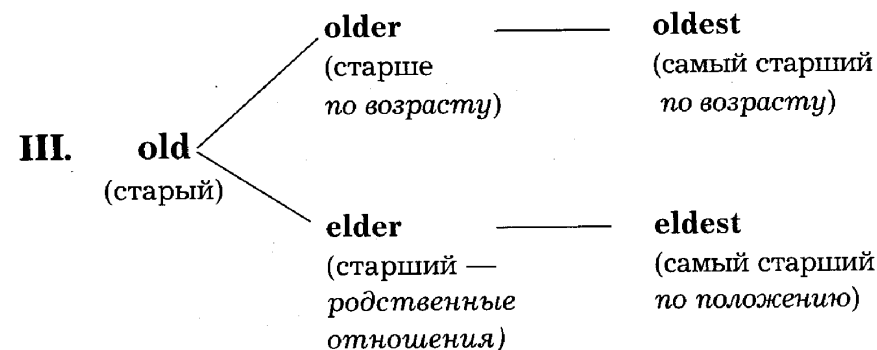 older oldest
(старше (самый старший
по возрасту) по возрасту)
III. old
(старый)
elder eldest
(старший — (самый старший
родственные по положению)
отношения)